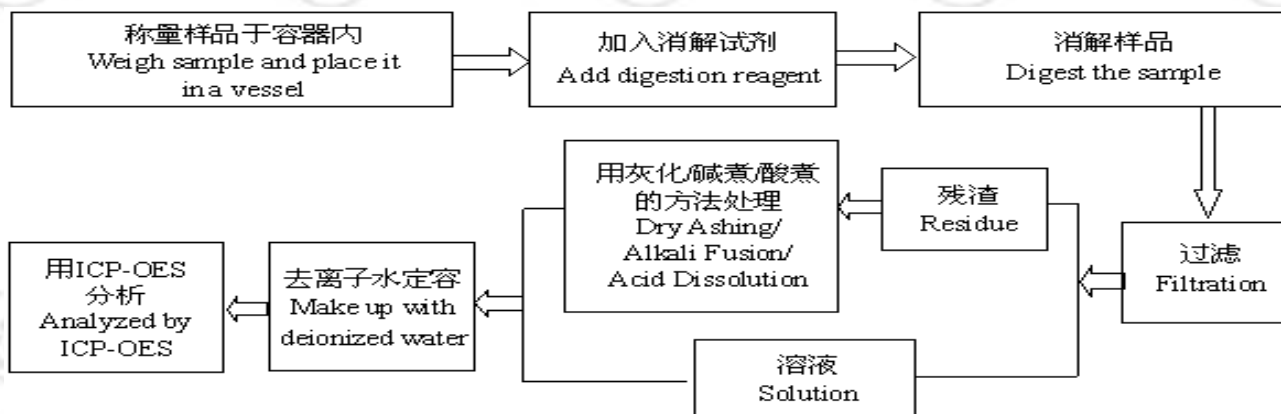 称量样品于容器内
Weigh sample and place it
in a vessel
加入消解试剂
Add digestion reagent
消解样品
Digest the sample
过滤
Filtration
残渣
Residue
用灰化/碱煮/酸煮
的方法处理
Dry Ashing/
Alkali Fusion/
Acid Dissolution
溶液
Solution
去离子水定容
Make up with
deionized water
用ICP-OES
分析
Analyzed by
ICP-OES